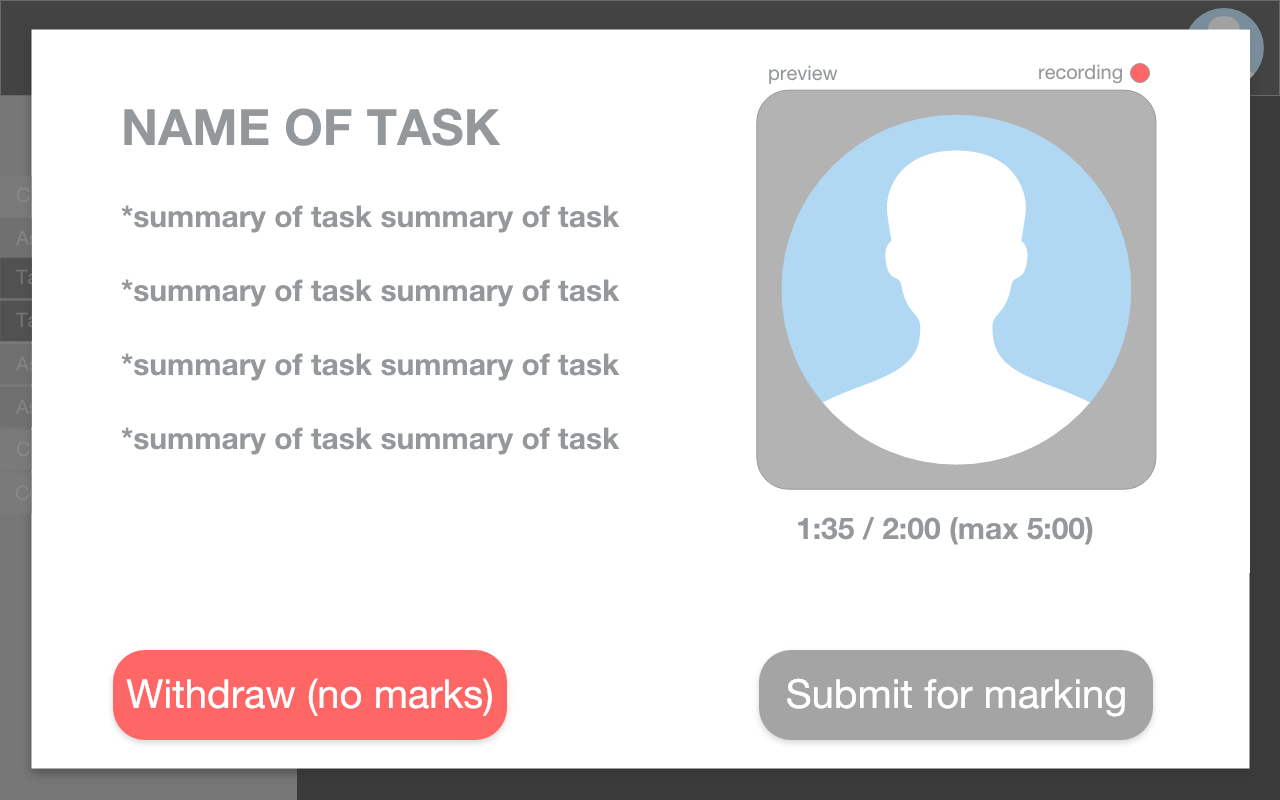 preview
recording
NAME OF TASK
*summary of task summary of task
*summary of task summary of task
*summary of task summary of task
*summary of task summary of task
1:35 / 2:00 (max 5:00)
Withdraw (no marks)
Submit for marking